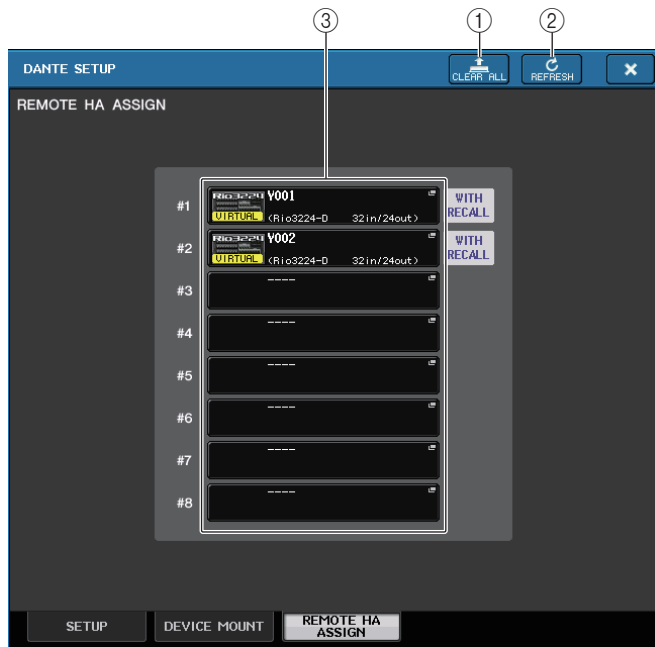 ③
①
②
DANTE SETUP
CLEAR ALL
REFRESH
REMOTE HA ASSIGN
#1
Rio3224
VIRTUAL
Y001
(Rio3224-D 32in/24out)
WITH
RECALL
#2
Rio3224
VIRTUAL
Y002
(Rio3224-D 32in/24out)
WITH
RECALL
#3
----
#4
----
#5
----
#6
----
#7
----
#8
----
SETUP
DEVICE MOUNT
REMOTE HA
ASSIGN